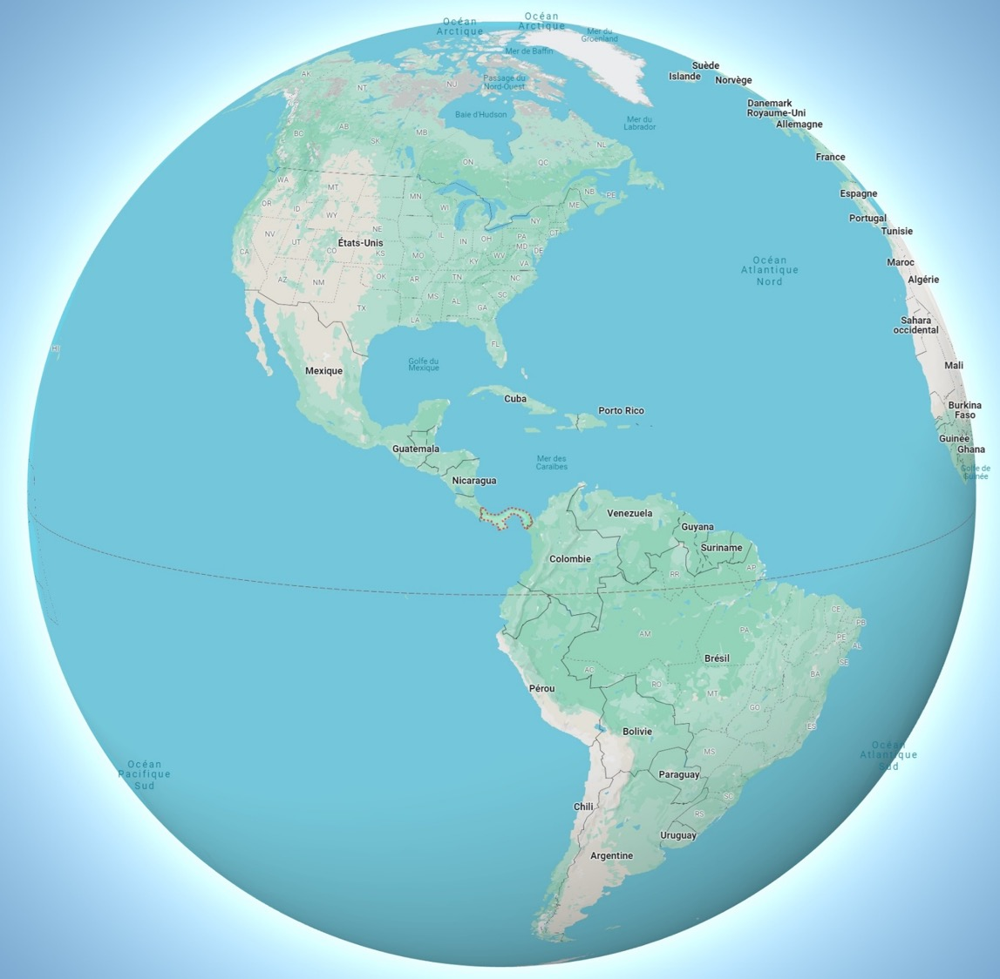 Océan
Arctique
Océan
Arctique
Mer du
Groenland
Mer de Baffin
Suède
Islande
Norvège
AK
NT
NU
Passage du
Nord-Ouest
Danemark
Royaume-Uni
Allemagne
Baie d'Hudson
Mer du
Labrador
BC
AB
SK
MB
NL
France
ON
QC
WA
MT
NB
PE
Espagne
OR
ID
WY
MN
WI
ME
NY
Portugal
Tunisie
NV
UT
CO
NE
États-Unis
KS
IL
IN
OH
PA
MD
CT
DE
CA
MO
KY
WV
VA
Maroc
Océan
Atlantique
Nord
AZ
NM
OK
AR
TN
NC
Algérie
MS
AL
GA
SC
TX
LA
FL
Sahara
occidental
HI
Golfe du
Mexique
Mexique
Mali
Cuba
Porto Rico
Burkina
Faso
Guatemala
Mer des
Caraïbes
Guinée
Ghana
Golfe de
Guinée
Nicaragua
Venezuela
Guyana
Suriname
Colombie
RR
AP
AM
PA
CE
PB
PE
AL
SE
Brésil
AC
RO
MT
BA
Pérou
GO
ES
Bolivie
MS
Océan
Pacifique
Sud
Océan
Atlantique
Sud
Paraguay
SC
Chili
RS
Uruguay
Argentine